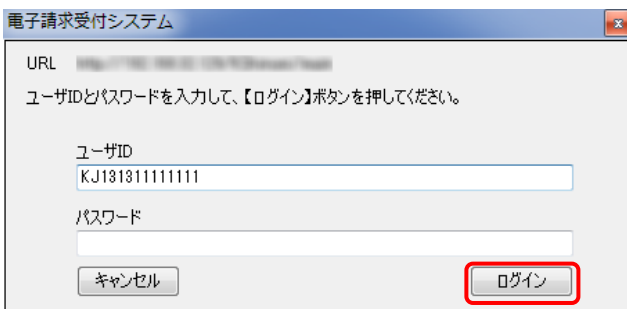 電子請求受付システム
URL
ユーザIDとパスワードを入力して、【ログイン】ボタンを押してください。
ユーザID
KJ131311111111
パスワード
キャンセル ログイン